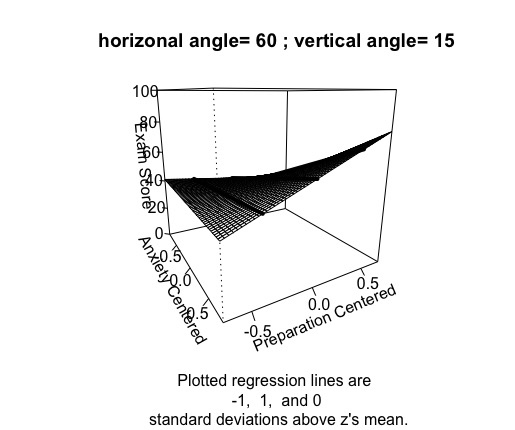 horizonal angle= 60 ; vertical angle= 15
100
80
60
40
20
0
Exam Score
-0.5
0.0
0.5
Anxiety Centered
-0.5
0.0
0.5
Preparation Centered
Plotted regression lines are
-1, 1, and 0
standard deviations above z's mean.